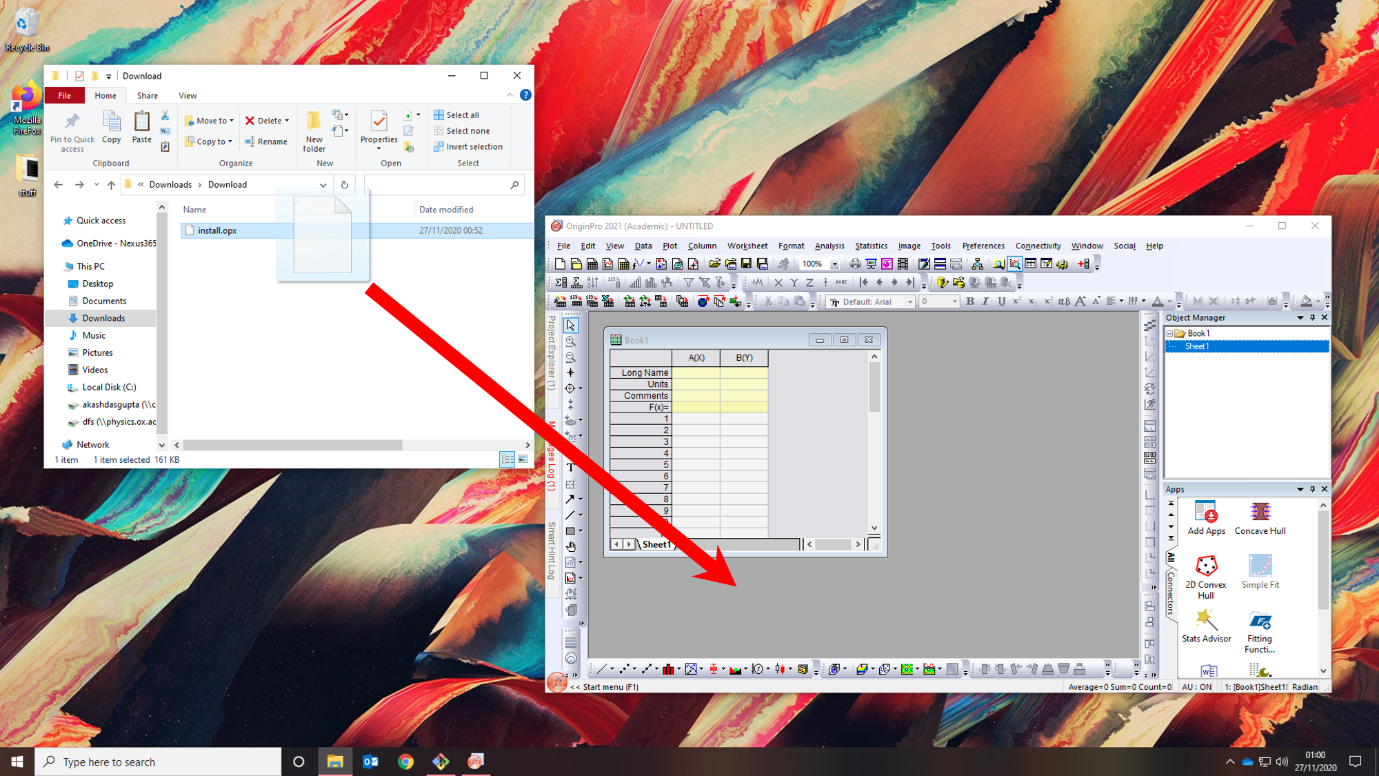 Recycle Bin
Mozilla
FireFox
stuff
Download
File Home Share View
Pin to Quick
access
Copy
Paste
Move to
Copy to
Delete
Rename
New
folder
Properties
Select all
Select none
Invert selection
Clipboard Organize New Open Select
« Downloads › Download
Name Date modified
install.opx 27/11/2020 00:52
Quick access
OneDrive - Nexus365
This PC
Desktop
Documents
Downloads
Music
Pictures
Videos
Local Disk (C:)
akashdasgupta (\\c
dfs (\\physics.ox.ac
Network
1 item 1 item selected 161 KB
OriginPro 2021 (Academic) - UNTITLED
File Edit View Data Plot Column Worksheet Format Analysis Statistics Image Tools Preferences Connectivity Window Social Help
100%
X Y Z
Default: Arial 0 B I U
Project Explorer (1)
Messages Log (1)
Smart Hint Log
Book1
A(X) B(Y)
Long Name
Units
Comments
F(x)=
1
2
3
4
5
6
7
8
9
Sheet1
Object Manager
Book1
Sheet1
Apps
All
Connectors
Add Apps
Concave Hull
2D Convex
Hull
Simple Fit
Stats Advisor
Fitting
Functi...
<< Start menu (F1)
Average=0 Sum=0 Count=0 AU : ON 1: [Book1]Sheet1! Radian
Type here to search
01:00
27/11/2020